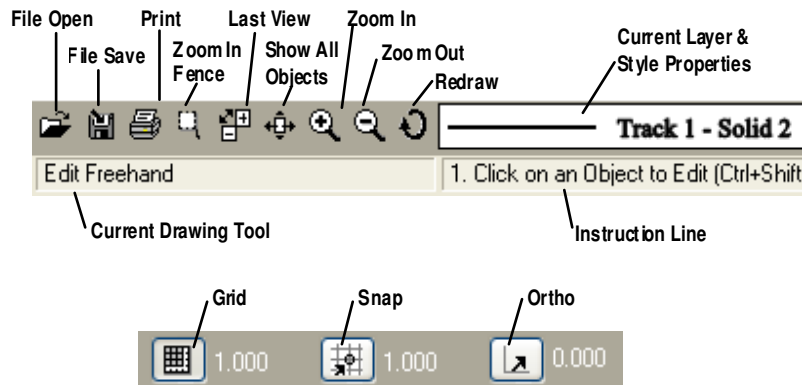 File Open Print Last View Zoom In
File Save Zoom In Fence Show All Objects Zoom Out Redraw Current Layer & Style Properties
Track 1 - Solid 2
Edit Freehand 1. Click on an Object to Edit (Ctrl+Shift
Current Drawing Tool Instruction Line
Grid Snap Ortho
1.000 1.000 0.000